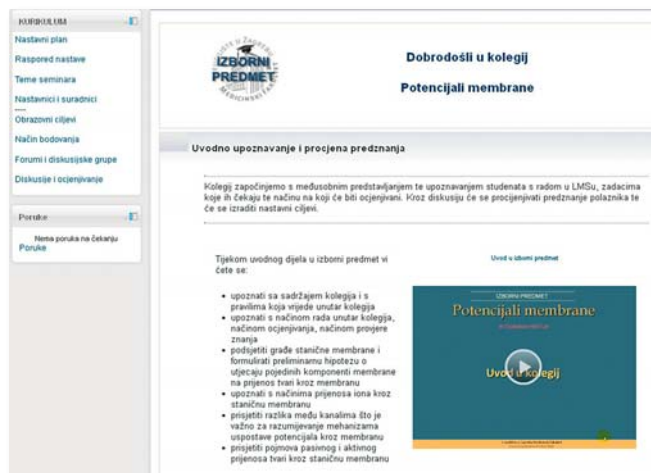 KURIKULUM
Nastavni plan
Raspored nastave
Teme seminara
Nastavnici i suradnici
----
Obrazovni ciljevi
Način bodovanja
Forumi i diskusijske grupe
Diskusije i ocjenjivanje
Poruke
Nema poruka na čekanju
Poruke
IZBORNI
PREDMET
Dobrodošli u kolegij
Potencijali membrane
Uvodno upoznavanje i procjena predznanja
Kolegij započinjemo s međusobnim predstavljanjem te upoznavanjem studenata s radom u LMSu, zadacima
koje ih čekaju te načinu na koji će biti ocjenjivani. Kroz diskusiju će se procijenjivati predznanje polaznika te
će se izraditi nastavni ciljevi.
Tijekom uvodnog dijela u izborni predmet vi
ćete se:
• upoznati sa sadržajem kolegija i s
pravilima koja vrijede unutar kolegija
• upoznati s načinom rada unutar kolegija,
načinom ocjenjivanja, načinom provjere
znanja
• podsjetiti građe stanične membrane i
formulirati preliminarnu hipotezu o
utjecaju pojedinih komponenti membrane
na prijenos tvari kroz membranu
• upoznati s načinima prijenosa iona kroz
staničnu membranu
• prisjetiti razlika među kanalima što je
važno za razumijevanje mehanizama
uspostave potencijala kroz membranu
• prisjetiti pojmova pasivnog i aktivnog
prijenosa tvari kroz staničnu membranu
Uvod u izborni predmet
IZBORNI PREDMET
Potencijali membrane
Uvod u kolegij